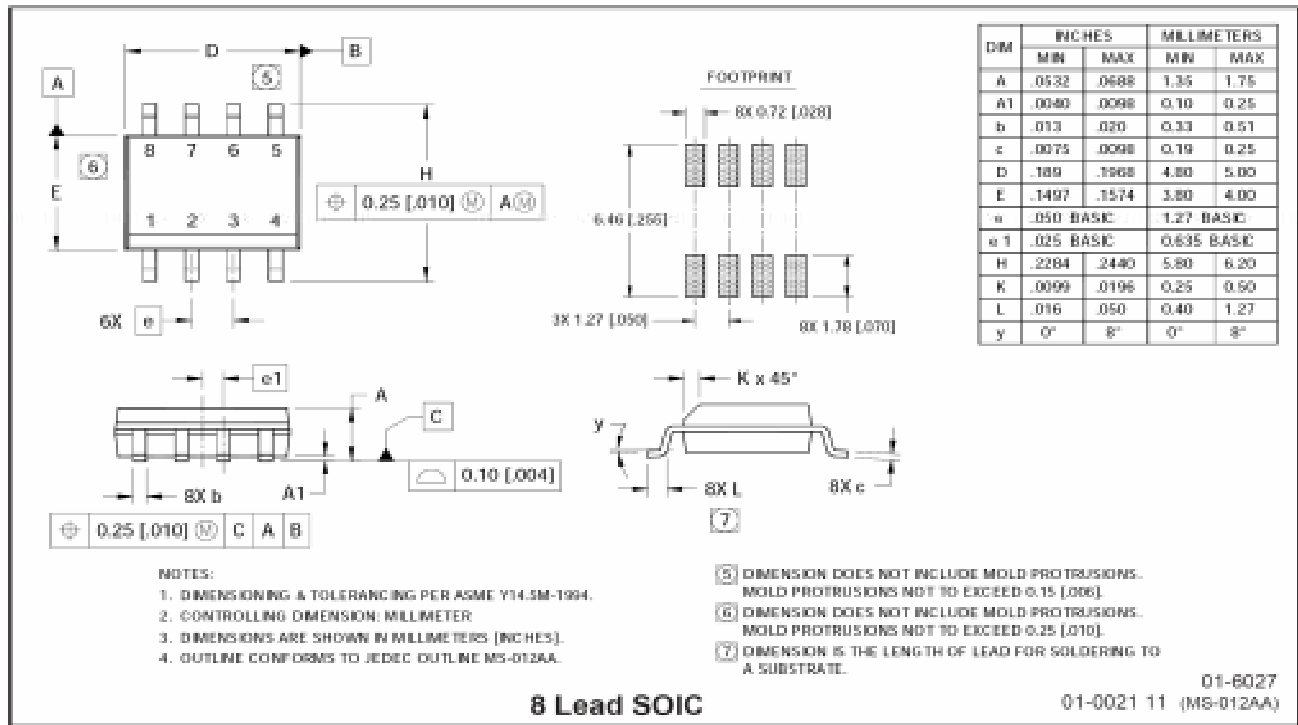 D
B
5
A
8 7 6 5
6
E
H
0.25 [.010] M A M
1 2 3 4
6X e
FOOTPRINT
8X 0.72 [.028]
6.46 [.255]
3X 1.27 [.050]
8X 1.78 [.070]
DIM INCHES MILLIMETERS
MIN MAX MIN MAX
A .0532 .0688 1.35 1.75
A1 .0040 .0098 0.10 0.25
b .013 .020 0.33 0.51
c .0075 .0098 0.19 0.25
D .189 .1968 4.80 5.00
E .1497 .1574 3.80 4.00
e .050 BASIC 1.27 BASIC
e 1 .025 BASIC 0.635 BASIC
H .2284 .2440 5.80 6.20
K .0099 .0196 0.25 0.50
L .016 .050 0.40 1.27
y 0° 8° 0° 8°
e1
A
C
0.10 [.004]
8X b
A1
0.25 [.010] M C A B
K x 45°
y
8X L
8X c
7
NOTES:
1. DIMENSIONING & TOLERANCING PER ASME Y14.5M-1994.
2. CONTROLLING DIMENSION: MILLIMETER
3. DIMENSIONS ARE SHOWN IN MILLIMETERS [INCHES].
4. OUTLINE CONFORMS TO JEDEC OUTLINE MS-012AA.
5 DIMENSION DOES NOT INCLUDE MOLD PROTRUSIONS.
MOLD PROTRUSIONS NOT TO EXCEED 0.15 [.006].
6 DIMENSION DOES NOT INCLUDE MOLD PROTRUSIONS.
MOLD PROTRUSIONS NOT TO EXCEED 0.25 [.010].
7 DIMENSION IS THE LENGTH OF LEAD FOR SOLDERING TO
A SUBSTRATE.
8 Lead SOIC
01-6027
01-0021 11 (MS-012AA)